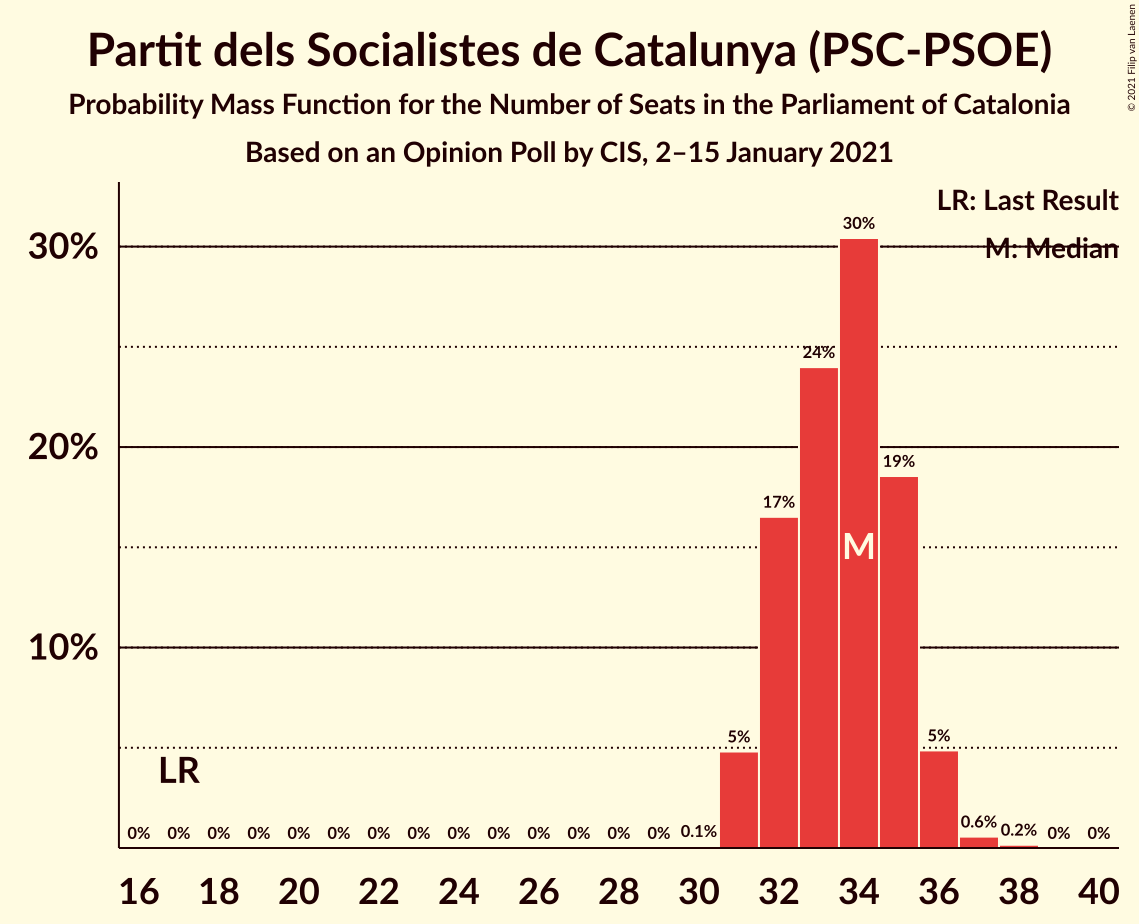 Partit dels Socialistes de Catalunya (PSC-PSOE)
Probability Mass Function for the Number of Seats in the Parliament of Catalonia
Based on an Opinion Poll by CIS, 2–15 January 2021
© 2021 Filip van Laenen
LR: Last Result
M: Median
30%
20%
10%
30%
24%
19%
17%
M
5% 5%
LR
0% 0% 0% 0% 0% 0% 0% 0% 0% 0% 0% 0% 0% 0% 0.1% 0.6% 0.2% 0% 0%
16 18 20 22 24 26 28 30 32 34 36 38 40